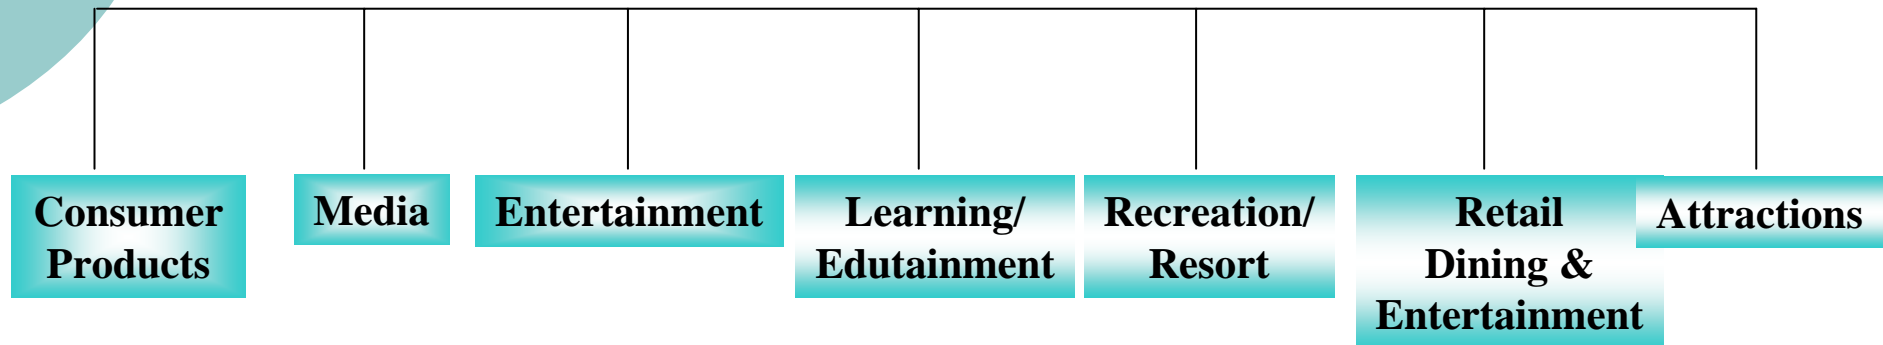 Consumer
Products
Media
Entertainment
Learning/
Edutainment
Recreation/
Resort
Retail
Dining &
Entertainment
Attractions